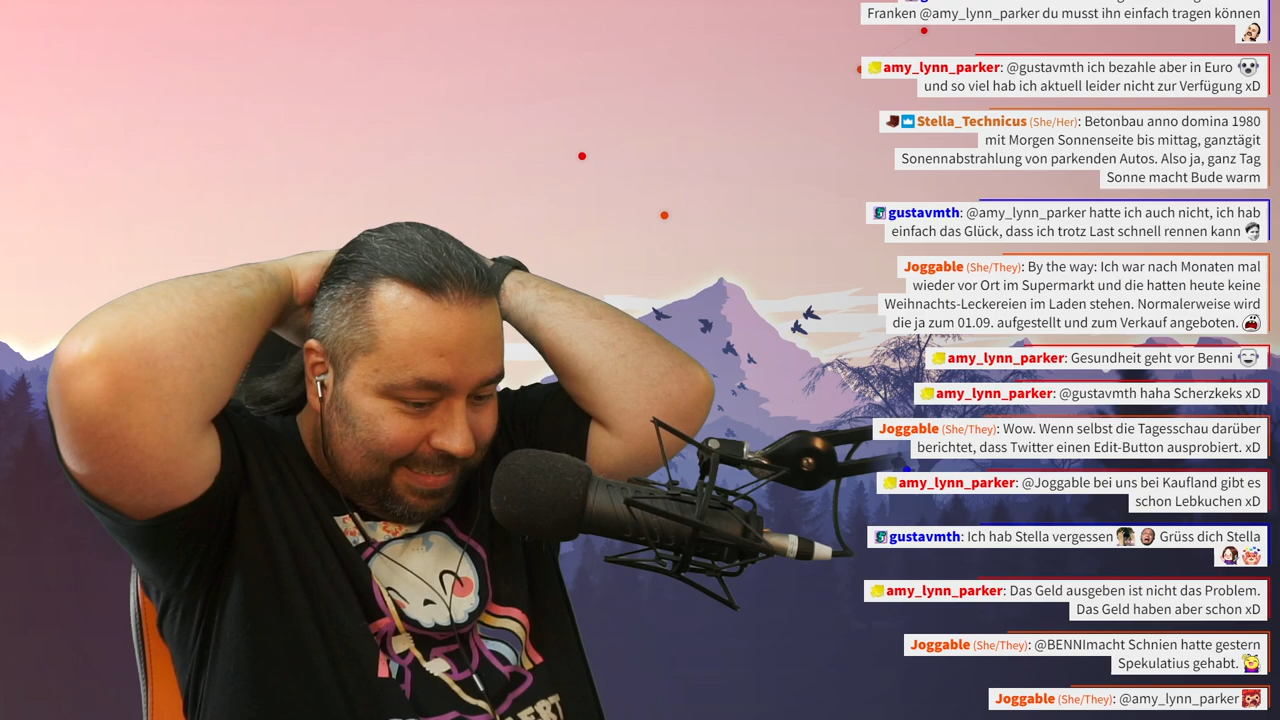 Franken @amy_lynn_parker du musst ihn einfach tragen können
amy_lynn_parker: @gustavmth ich bezahle aber in Euro
und so viel hab ich aktuell leider nicht zur Verfügung xD
Stella_Technicus (She/Her): Betonbau anno domina 1980
mit Morgen Sonnenseite bis mittag, ganztägit
Sonennabstrahlung von parkenden Autos. Also ja, ganz Tag
Sonne macht Bude warm
gustavmth: @amy_lynn_parker hatte ich auch nicht, ich hab
einfach das Glück, dass ich trotz Last schnell rennen kann
Joggable (She/They): By the way: Ich war nach Monaten mal
wieder vor Ort im Supermarkt und die hatten heute keine
Weihnachts-Leckereien im Laden stehen. Normalerweise wird
die ja zum 01.09. aufgestellt und zum Verkauf angeboten.
amy_lynn_parker: Gesundheit geht vor Benni
amy_lynn_parker: @gustavmth haha Scherzkeks xD
Joggable (She/They): Wow. Wenn selbst die Tagesschau darüber
berichtet, dass Twitter einen Edit-Button ausprobiert. xD
amy_lynn_parker: @Joggable bei uns bei Kaufland gibt es
schon Lebkuchen xD
gustavmth: Ich hab Stella vergessen Grüss dich Stella
amy_lynn_parker: Das Geld ausgeben ist nicht das Problem.
Das Geld haben aber schon xD
Joggable (She/They): @BENNImacht Schnien hatte gestern
Spekulatius gehabt.
Joggable (She/They): @amy_lynn_parker